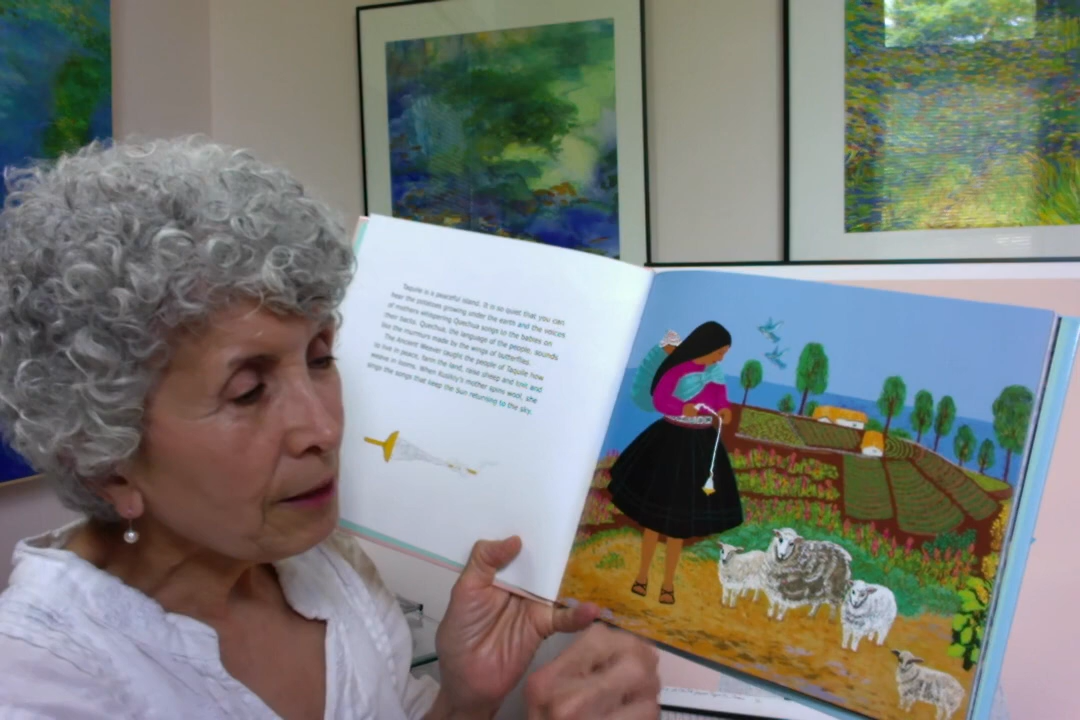 Taquile is a peaceful island. It is so quiet that you can
hear the potatoes growing under the earth and the voices
of mothers whispering Quechua songs to the babies on
their backs. Quechua, the language of the people, sounds
like the murmurs made by the wings of butterflies.
The Ancient Weaver taught the people of Taquile how
to live in peace, farm the land, raise sheep and knit and
weave in looms. When Kusikiy's mother spins wool, she
sings the songs that keep the Sun returning to the sky.